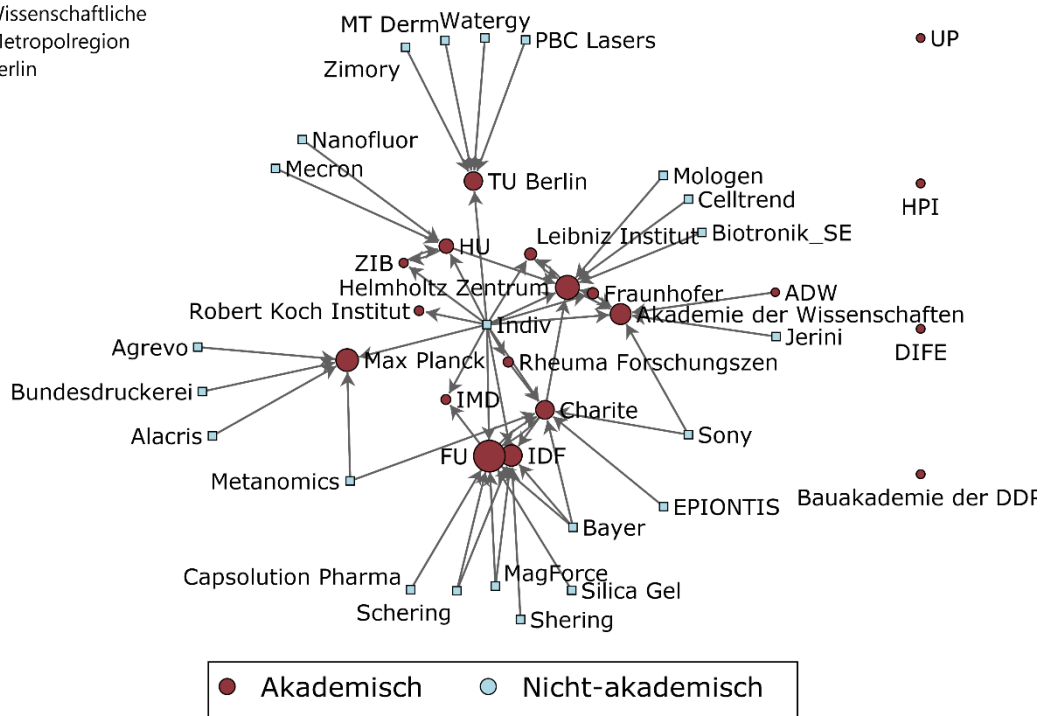 issenschaftliche
etropolregion
erlin
MT Derm
Watergy
PBC Lasers
Zimory
UP
Nanofluor
Mecron
TU Berlin
Mologen
Celltrend
HPI
Biotronik_SE
Leibniz Institut
HU
ZIB
Helmholtz Zentrum
Fraunhofer
ADW
Robert Koch Institut
Akademie der Wissenschaften
Indiv
Jerini
Agrevo
DIFE
Max Planck
Rheuma Forschungszen
Bundesdruckerei
IMD
Charite
Alacris
Sony
FU
IDF
Metanomics
Bauakademie der DDR
EPIONTIS
Bayer
Capsolution Pharma
MagForce
Silica Gel
Schering
Shering
Akademisch
Nicht-akademisch